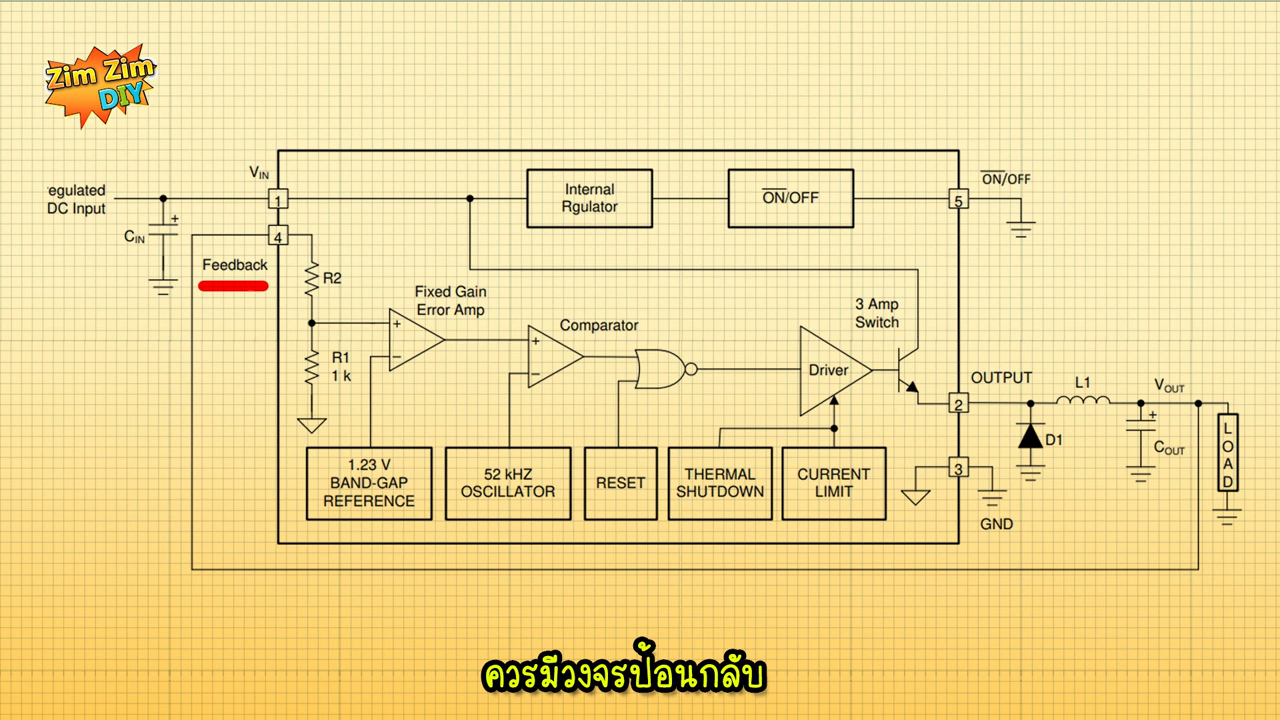 Zim Zim
DIY
egulated
DC Input
CIN
+
VIN
1
4
Feedback
R2
R1
1 k
Fixed Gain
Error Amp
+
−
Comparator
+
−
Internal
Rgulator
ON/OFF
5
ON/OFF
3 Amp
Switch
Driver
OUTPUT
2
L1
VOUT
D1
+
COUT
LOAD
3
GND
1.23 V
BAND-GAP
REFERENCE
52 kHZ
OSCILLATOR
RESET
THERMAL
SHUTDOWN
CURRENT
LIMIT
ควรมีวงจรป้อนกลับ